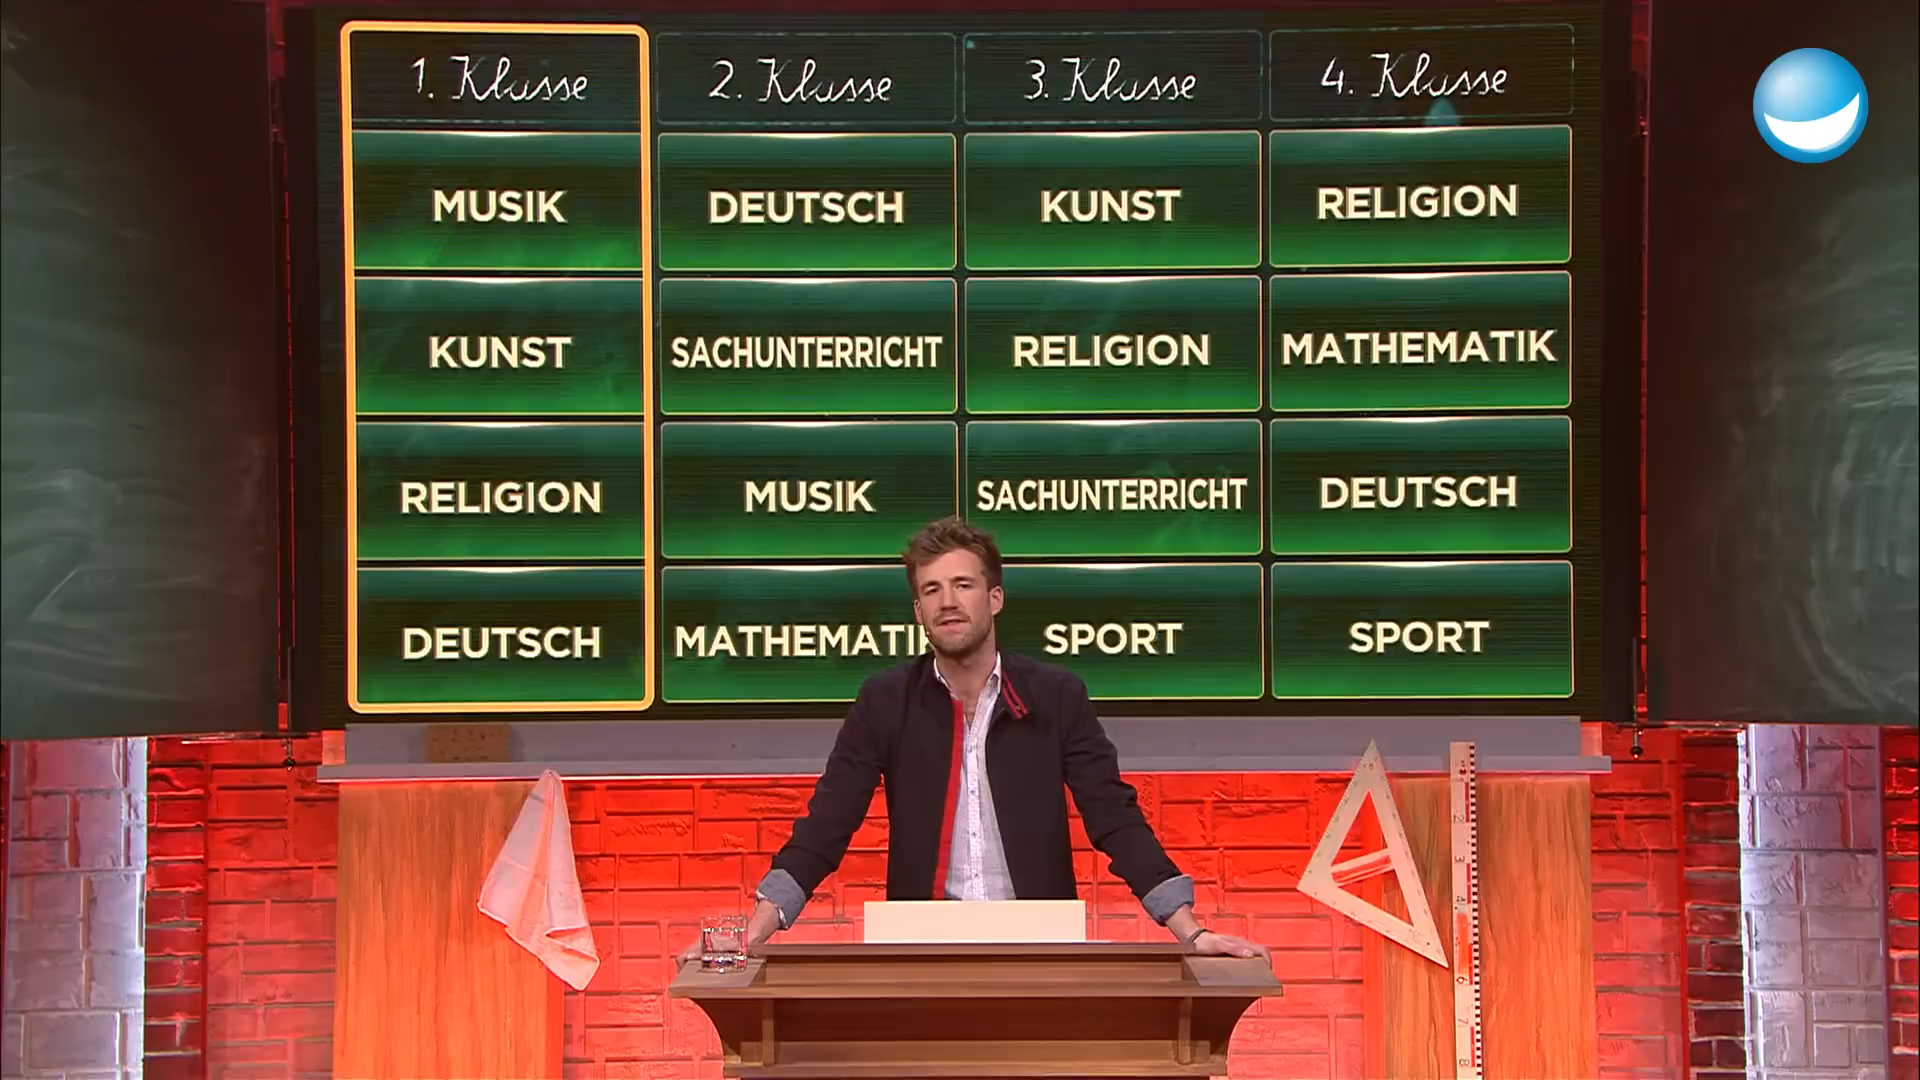 1. Klasse
2. Klasse
3. Klasse
4. Klasse
MUSIK
DEUTSCH
KUNST
RELIGION
KUNST
SACHUNTERRICHT
RELIGION
MATHEMATIK
RELIGION
MUSIK
SACHUNTERRICHT
DEUTSCH
DEUTSCH
MATHEMATIK
SPORT
SPORT